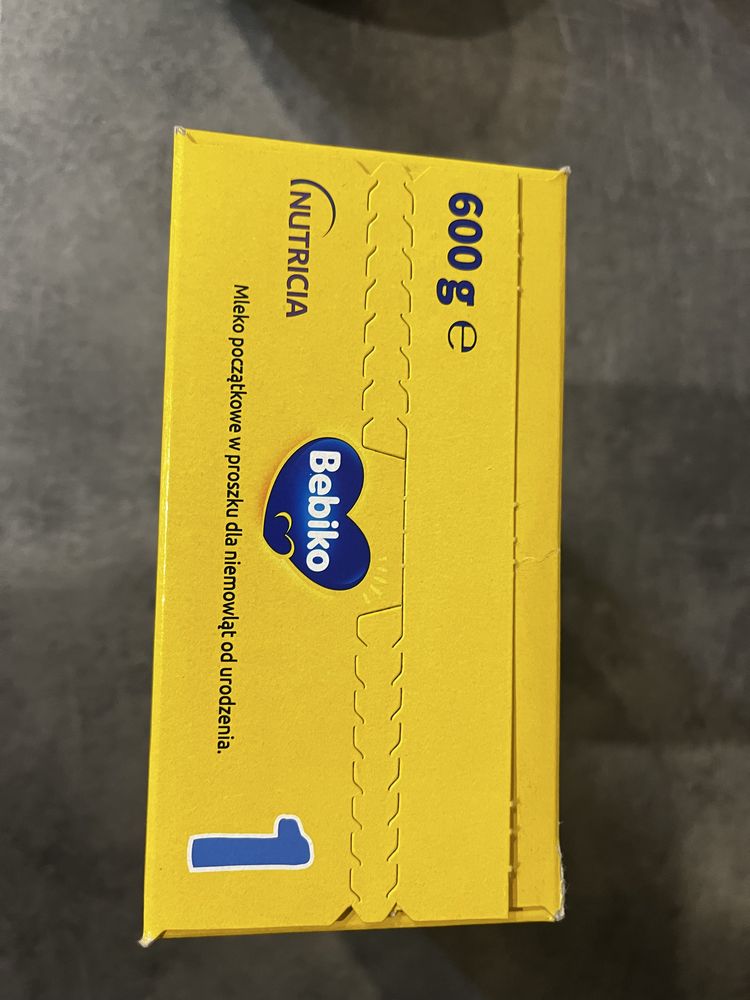 600 g ℮
NUTRICIA
Bebiko
Mleko początkowe w proszku dla niemowląt od urodzenia.
1